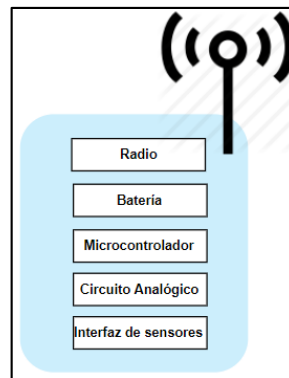 Radio
Batería
Microcontrolador
Circuito Analógico
Interfaz de sensores